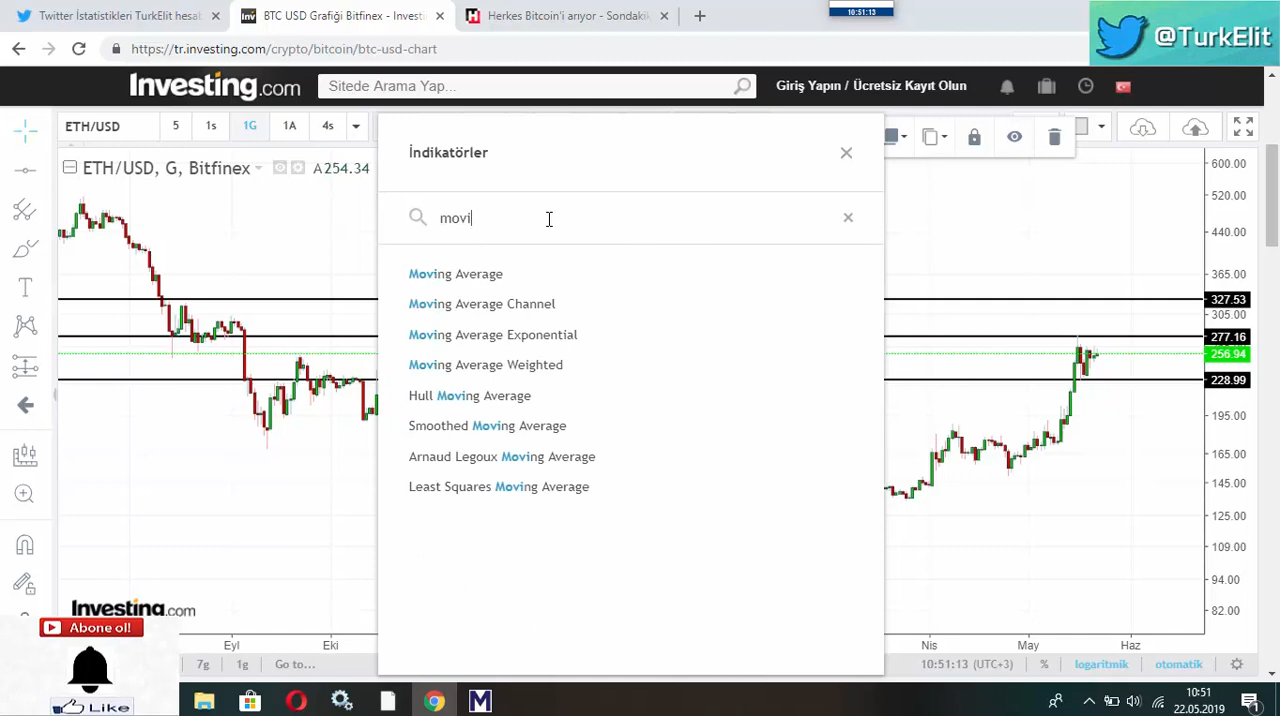 Twitter İstatistikleri TurkElit hesal
BTC USD Grafiği Bitfinex - Invest
Herkes Bitcoin'i arıyor! - Sondakik
10:51:13
@TurkElit
https://tr.investing.com/crypto/bitcoin/btc-usd-chart
Investing.com
Sitede Arama Yap...
Giriş Yapın / Ücretsiz Kayıt Olun
ETH/USD 5 1s 1G 1A 4s
ETH/USD, G, Bitfinex A254.34
İndikatörler
movi
Moving Average
Moving Average Channel
Moving Average Exponential
Moving Average Weighted
Hull Moving Average
Smoothed Moving Average
Arnaud Legoux Moving Average
Least Squares Moving Average
600.00
520.00
440.00
365.00
327.53
305.00
277.16
256.94
228.99
195.00
165.00
145.00
125.00
109.00
94.00
82.00
Investing.com
Abone ol!
Like
Eyl Eki Nis May Haz
7g 1g Go to... 10:51:13 (UTC+3) % logaritmik otomatik
10:51
22.05.2019